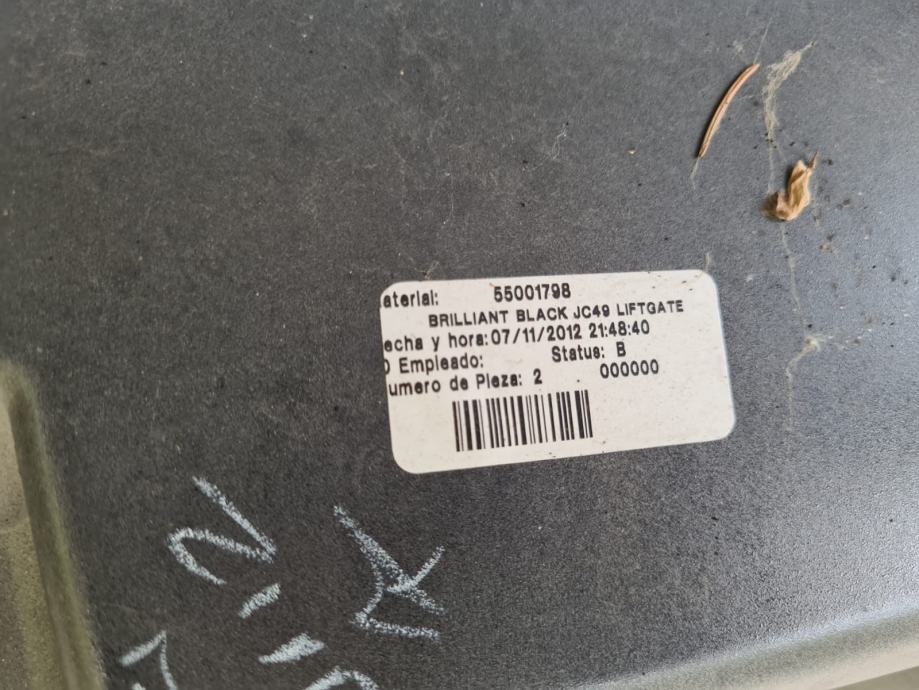 aterial: 55001798
BRILLIANT BLACK JC49 LIFTGATE
echa y hora: 07/11/2012 21:48:40
Empleado: Status: B
umero de Pieza: 2 000000